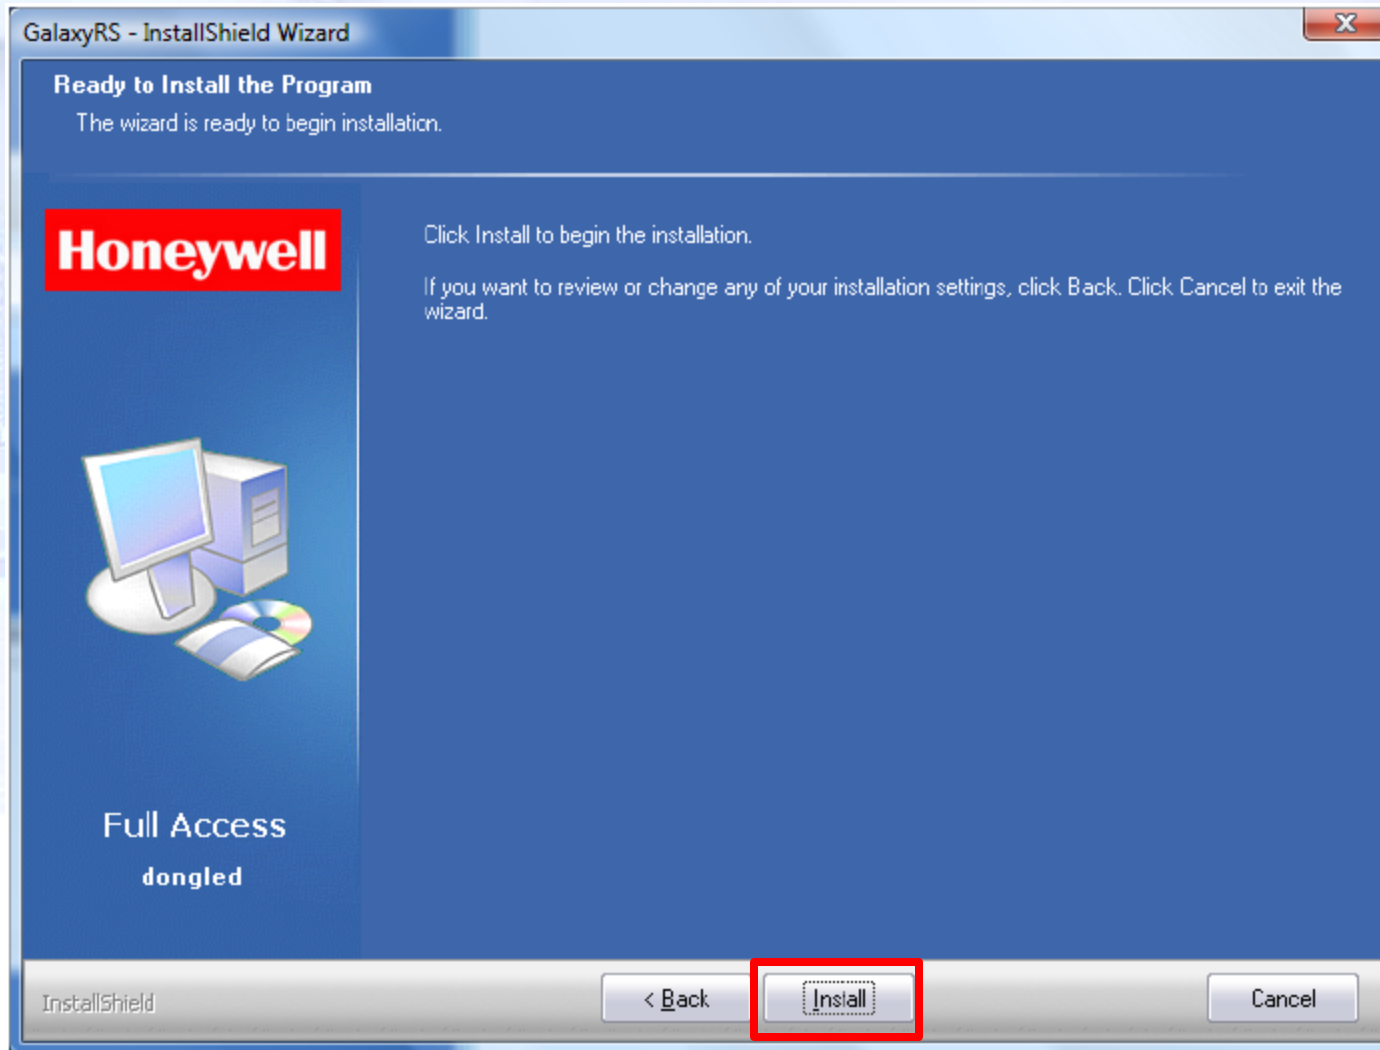 GalaxyRS - InstallShield Wizard
X
Ready to Install the Program
The wizard is ready to begin installation.
Honeywell
Click Install to begin the installation.
If you want to review or change any of your installation settings, click Back. Click Cancel to exit the
wizard.
Full Access
dongled
InstallShield
< Back
Install
Cancel